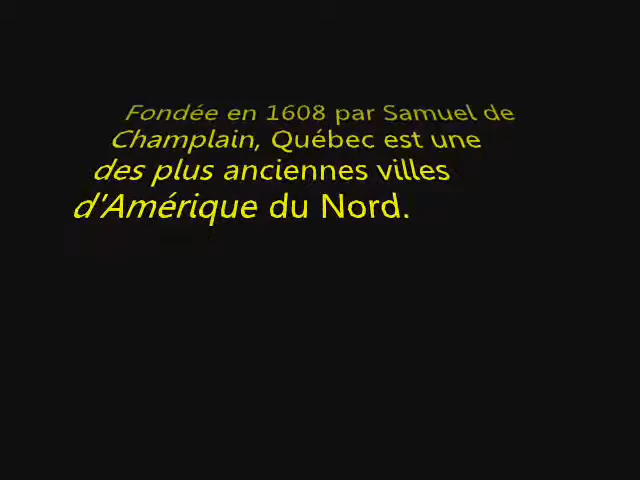 Fondée en 1608 par Samuel de
Champlain, Québec est une
des plus anciennes villes
d'Amérique du Nord.